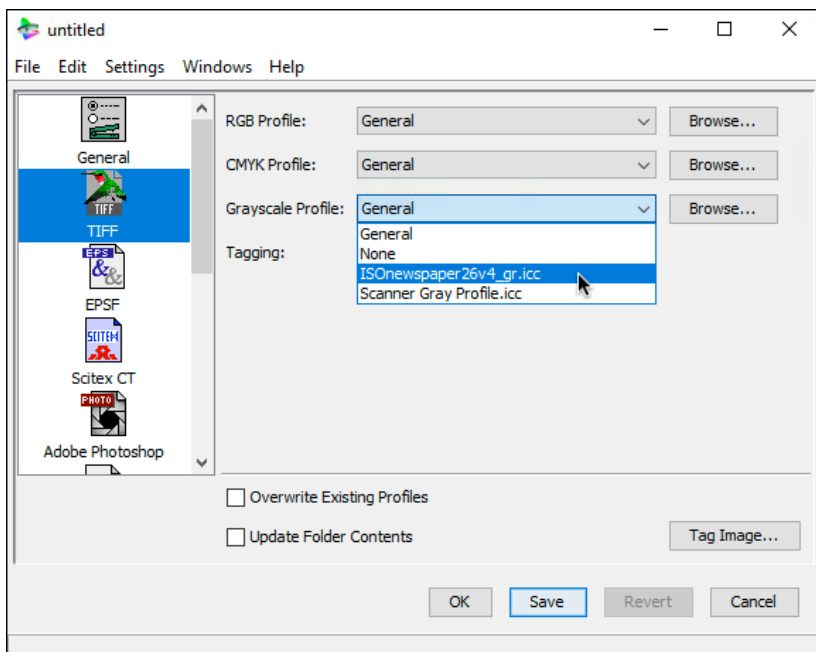 untitled
File Edit Settings Windows Help
General
TIFF
TIFF
EPS
EPSF
SCITEX
Scitex CT
PHOTO
Adobe Photoshop
RGB Profile: General Browse...
CMYK Profile: General Browse...
Grayscale Profile: General Browse...
General
None
ISOnewspaper26v4_gr.icc
Scanner Gray Profile.icc
Tagging:
Overwrite Existing Profiles
Update Folder Contents
Tag Image...
OK Save Revert Cancel